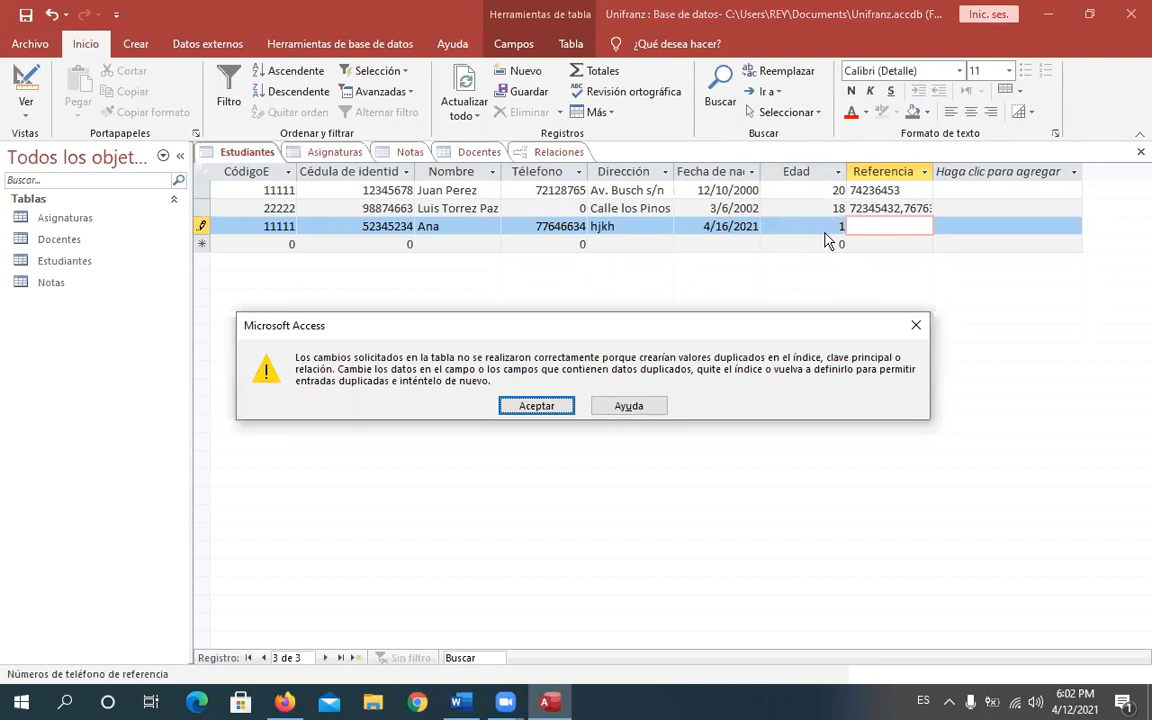 Herramientas de tabla
Unifranz : Base de datos- C:\Users\REY\Documents\Unifranz.accdb (F...
Inic. ses.
Archivo Inicio Crear Datos externos Herramientas de base de datos Ayuda Campos Tabla ¿Qué desea hacer?
Ver
Vistas
Pegar
Cortar
Copiar
Copiar formato
Portapapeles
Filtro
Ascendente
Descendente
Quitar orden
Selección
Avanzadas
Alternar filtro
Ordenar y filtrar
Actualizar
todo
Nuevo
Guardar
Eliminar
Totales
Revisión ortográfica
Más
Registros
Buscar
Reemplazar
Ir a
Seleccionar
Buscar
Calibri (Detalle) 11
N K S
Formato de texto
Todos los objet...
Buscar...
Tablas
Asignaturas
Docentes
Estudiantes
Notas
Estudiantes Asignaturas Notas Docentes Relaciones
CódigoE Cédula de identid Nombre Télefono Dirección Fecha de na Edad Referencia Haga clic para agregar
11111 12345678 Juan Perez 72128765 Av. Busch s/n 12/10/2000 20 74236453
22222 98874663 Luis Torrez Paz 0 Calle los Pinos 3/6/2002 18 72345432,7676
11111 52345234 Ana 77646634 hjkh 4/16/2021 1
0 0 0 0
Microsoft Access
Los cambios solicitados en la tabla no se realizaron correctamente porque crearían valores duplicados en el índice, clave principal o
relación. Cambie los datos en el campo o los campos que contienen datos duplicados, quite el índice o vuelva a definirlo para permitir
entradas duplicadas e inténtelo de nuevo.
Aceptar Ayuda
Registro: 3 de 3 Sin filtro Buscar
Números de teléfono de referencia
ES
6:02 PM
4/12/2021
1